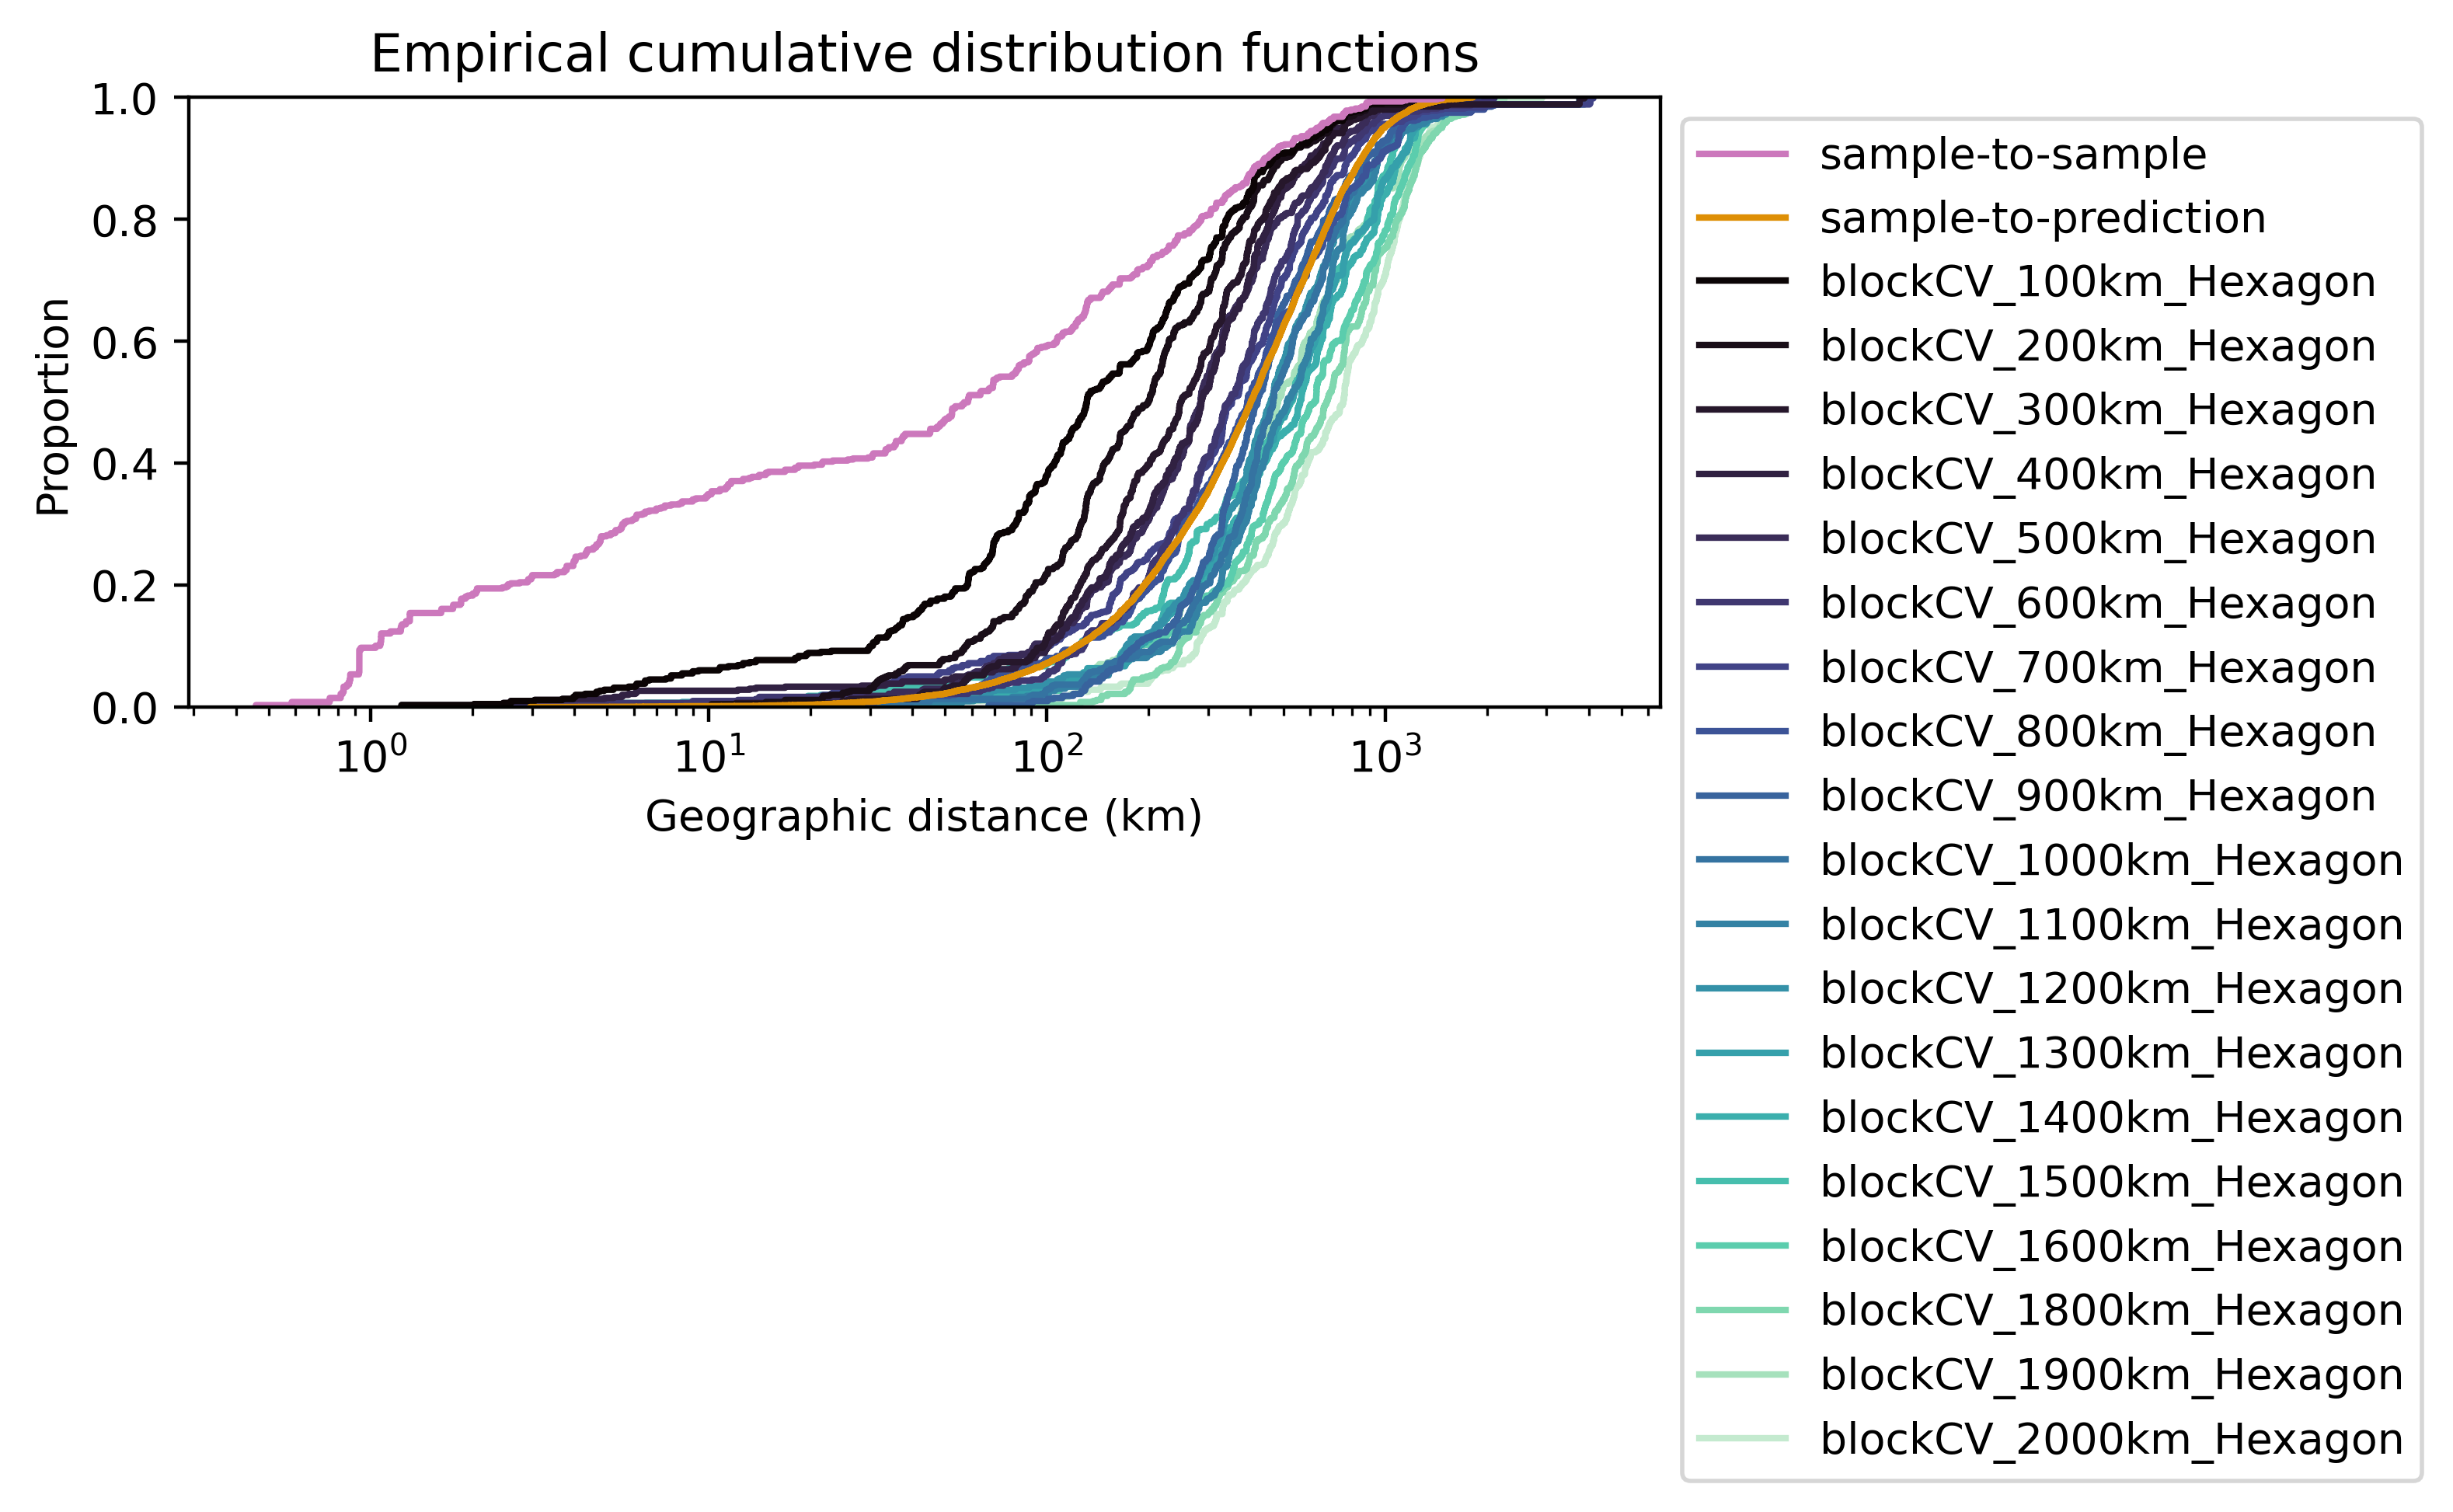 Empirical cumulative distribution functions
1.0
0.8
0.6
0.4
0.2
0.0
Proportion
10⁰ 10¹ 10² 10³
Geographic distance (km)
sample-to-sample
sample-to-prediction
blockCV_100km_Hexagon
blockCV_200km_Hexagon
blockCV_300km_Hexagon
blockCV_400km_Hexagon
blockCV_500km_Hexagon
blockCV_600km_Hexagon
blockCV_700km_Hexagon
blockCV_800km_Hexagon
blockCV_900km_Hexagon
blockCV_1000km_Hexagon
blockCV_1100km_Hexagon
blockCV_1200km_Hexagon
blockCV_1300km_Hexagon
blockCV_1400km_Hexagon
blockCV_1500km_Hexagon
blockCV_1600km_Hexagon
blockCV_1800km_Hexagon
blockCV_1900km_Hexagon
blockCV_2000km_Hexagon